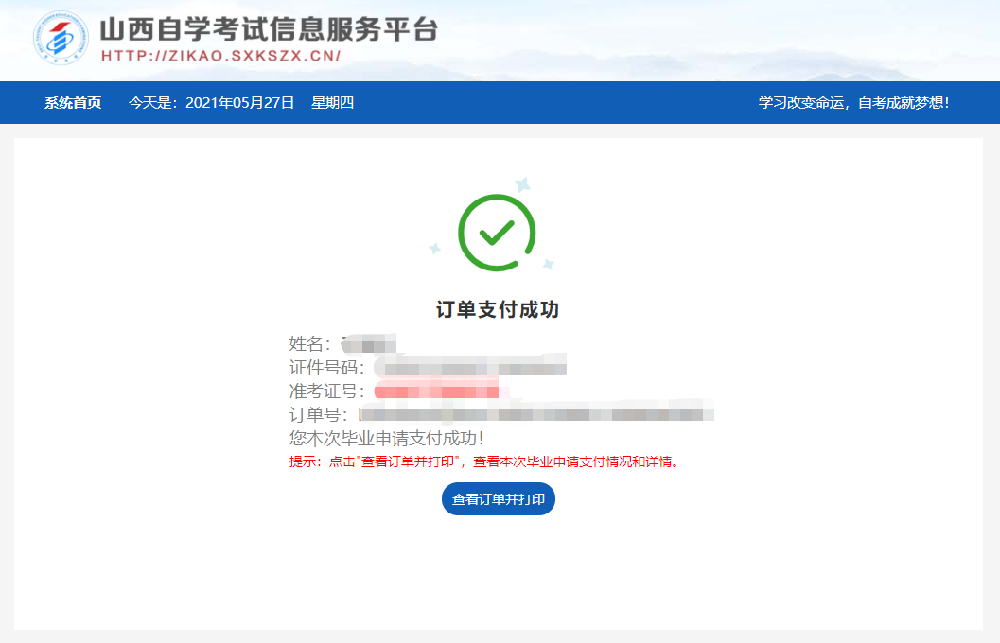 山西自学考试信息服务平台
HTTP://ZIKAO.SXKSZX.CN/
系统首页 今天是：2021年05月27日 星期四 学习改变命运，自考成就梦想！
订单支付成功
姓名：
证件号码：
准考证号：
订单号：
您本次毕业申请支付成功！
提示：点击"查看订单并打印"，查看本次毕业申请支付情况和详情。
查看订单并打印